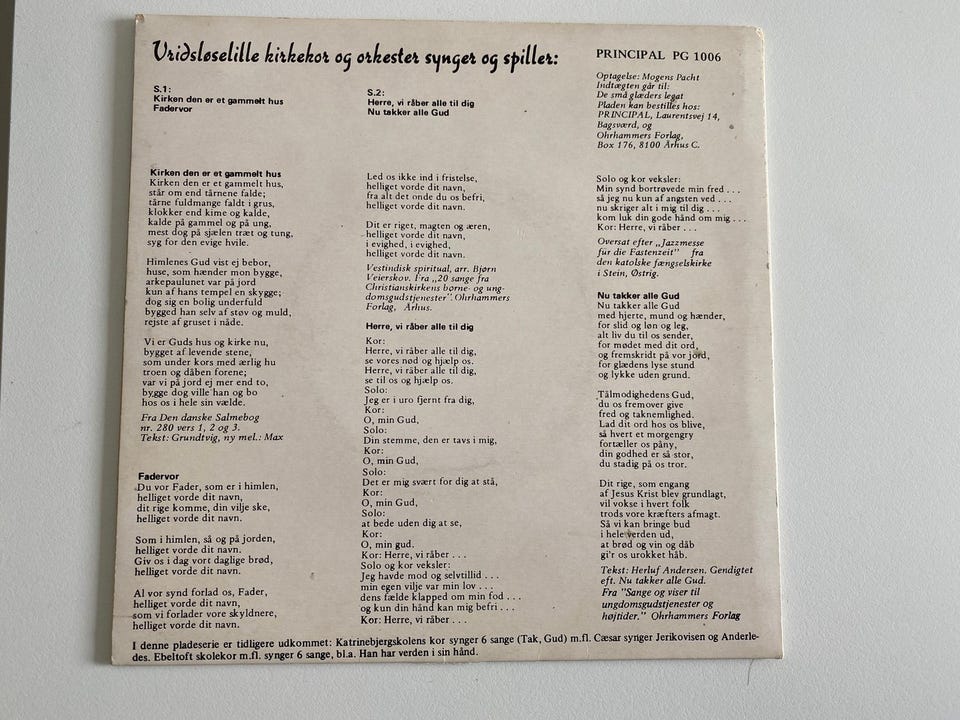 Uridsløselille kirkekor og orkester synger og spiller:
S.1:
Kirken den er et gammelt hus
Fadervor
S.2:
Herre, vi råber alle til dig
Nu takker alle Gud
PRINCIPAL PG 1006
Optagelse: Mogens Pacht
Indtægten går til:
De små glæders legat
Pladen kan bestilles hos:
PRINCIPAL, Laurentsvej 14,
Bagsværd, og
Ohrhammers Forlag,
Box 176, 8100 Århus C.
Kirken den er et gammelt hus
Kirken den er et gammelt hus,
står om end tårnene falde;
tårne fuldmange faldt i grus,
klokker end kime og kalde,
kalde på gammel og på ung,
mest dog på sjælen træt og tung,
syg for den evige hvile.
Himlenes Gud vist ej bebor,
huse, som hænder mon bygge,
arkepaulunet var på jord
kun af hans tempel en skygge;
dog sig en bolig underfuld
bygged han selv af støv og muld,
rejste af gruset i nåde.
Vi er Guds hus og kirke nu,
bygget af levende stene,
som under kors med ærlig hu
troen og dåben forene;
var vi på jord ej mer end to,
bygge dog ville han og bo
hos os i hele sin vælde.
Fra Den danske Salmebog
nr. 280 vers 1, 2 og 3.
Tekst: Grundtvig, ny mel.: Max
Fadervor
Du vor Fader, som er i himlen,
helliget vorde dit navn,
dit rige komme, din vilje ske,
helliget vorde dit navn.
Som i himlen, så og på jorden,
helliget vorde dit navn.
Giv os i dag vort daglige brød,
helliget vorde dit navn.
Al vor synd forlad os, Fader,
helliget vorde dit navn,
som vi forlader vore skyldnere,
helliget vorde dit navn.
Led os ikke ind i fristelse,
helliget vorde dit navn,
fra alt det onde du os befri,
helliget vorde dit navn.
Dit er riget, magten og æren,
helliget vorde dit navn,
i evighed, i evighed,
helliget vorde dit navn.
Vestindisk spiritual, arr. Bjørn
Veierskov. Fra „20 sange fra
Christianskirkens børne- og ung-
domsgudstjenester". Ohrhammers
Forlag, Århus.
Herre, vi råber alle til dig
Kor:
Herre, vi råber alle til dig,
se vores nød og hjælp os.
Herre, vi råber alle til dig,
se til os og hjælp os.
Solo:
Jeg er i uro fjernt fra dig,
Kor:
O, min Gud,
Solo:
Din stemme, den er tavs i mig,
Kor:
O, min Gud,
Solo:
Det er mig svært for dig at stå,
Kor:
O, min Gud,
Solo:
at bede uden dig at se,
Kor:
O, min gud.
Kor: Herre, vi råber . . .
Solo og kor veksler:
Jeg havde mod og selvtillid . . .
min egen vilje var min lov . . .
dens fælde klapped om min fod . . .
og kun din hånd kan mig befri . . .
Kor: Herre, vi råber . . .
Solo og kor veksler:
Min synd bortrøvede min fred . . .
så jeg nu kun af angsten ved . . .
nu skriger alt i mig til dig . . .
kom luk din gode hånd om mig . . .
Kor: Herre, vi råber . . .
Oversat efter „Jazzmesse
für die Fastenzeit" fra
den katolske fængselskirke
i Stein, Østrig.
Nu takker alle Gud
Nu takker alle Gud
med hjerte, mund og hænder,
for slid og løn og leg,
alt liv du til os sender,
for mødet med dit ord,
og fremskridt på vor jord,
for glædens lyse stund
og lykke uden grund.
Tålmodighedens Gud,
du os fremover give
fred og taknemlighed.
Lad dit ord hos os blive,
så hvert et morgengry
fortæller os påny,
din godhed er så stor,
du stadig på os tror.
Dit rige, som engang
af Jesus Krist blev grundlagt,
vil vokse i hvert folk
trods vore kræfters afmagt.
Så vi kan bringe bud
i hele verden ud,
at brød og vin og dåb
gi'r os urokket håb.
Tekst: Herluf Andersen. Gendigtet
eft. Nu takker alle Gud.
Fra "Sange og viser til
ungdomsgudstjenester og
højtider." Ohrhammers Forlag
I denne pladeserie er tidligere udkommet: Katrinebjergskolens kor synger 6 sange (Tak, Gud) m.fl. Cæsar synger Jerikovisen og Anderle-
des. Ebeltoft skolekor m.fl. synger 6 sange, bl.a. Han har verden i sin hånd.